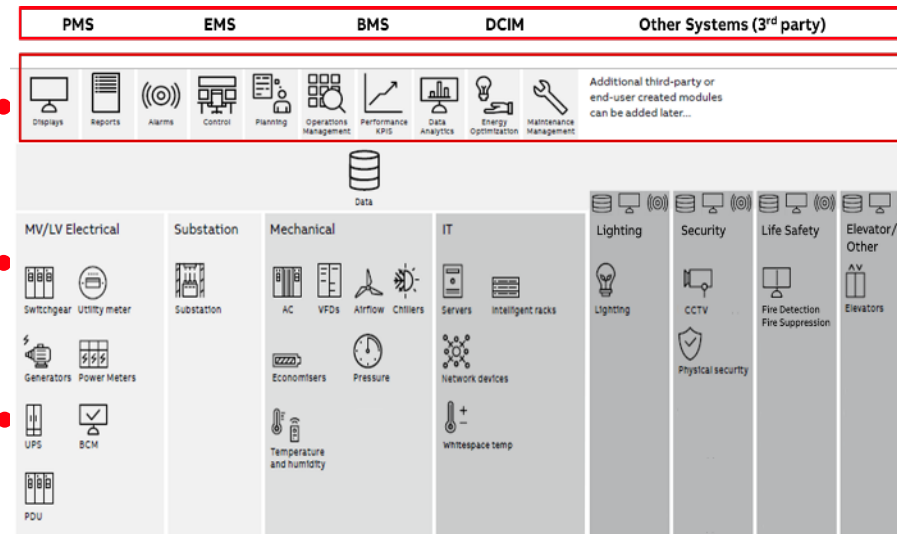 PMS EMS BMS DCIM Other Systems (3rd party)
Additional third-party or
end-user created modules
can be added later...
Displays Reports Alarms Control Planning Operations Management Performance KPIS Data Analytics Energy Optimization Maintenance Management
Data
MV/LV Electrical Substation Mechanical IT Lighting Security Life Safety Elevator/
Other
Switchgear Utility meter Substation AC VFDs Airflow Chillers Servers Intelligent racks Lighting CCTV Fire Detection Elevators
Fire Suppression
Generators Power Meters Economisers Pressure Network devices Physical security
UPS BCM Temperature and humidity Whitespace temp
PDU